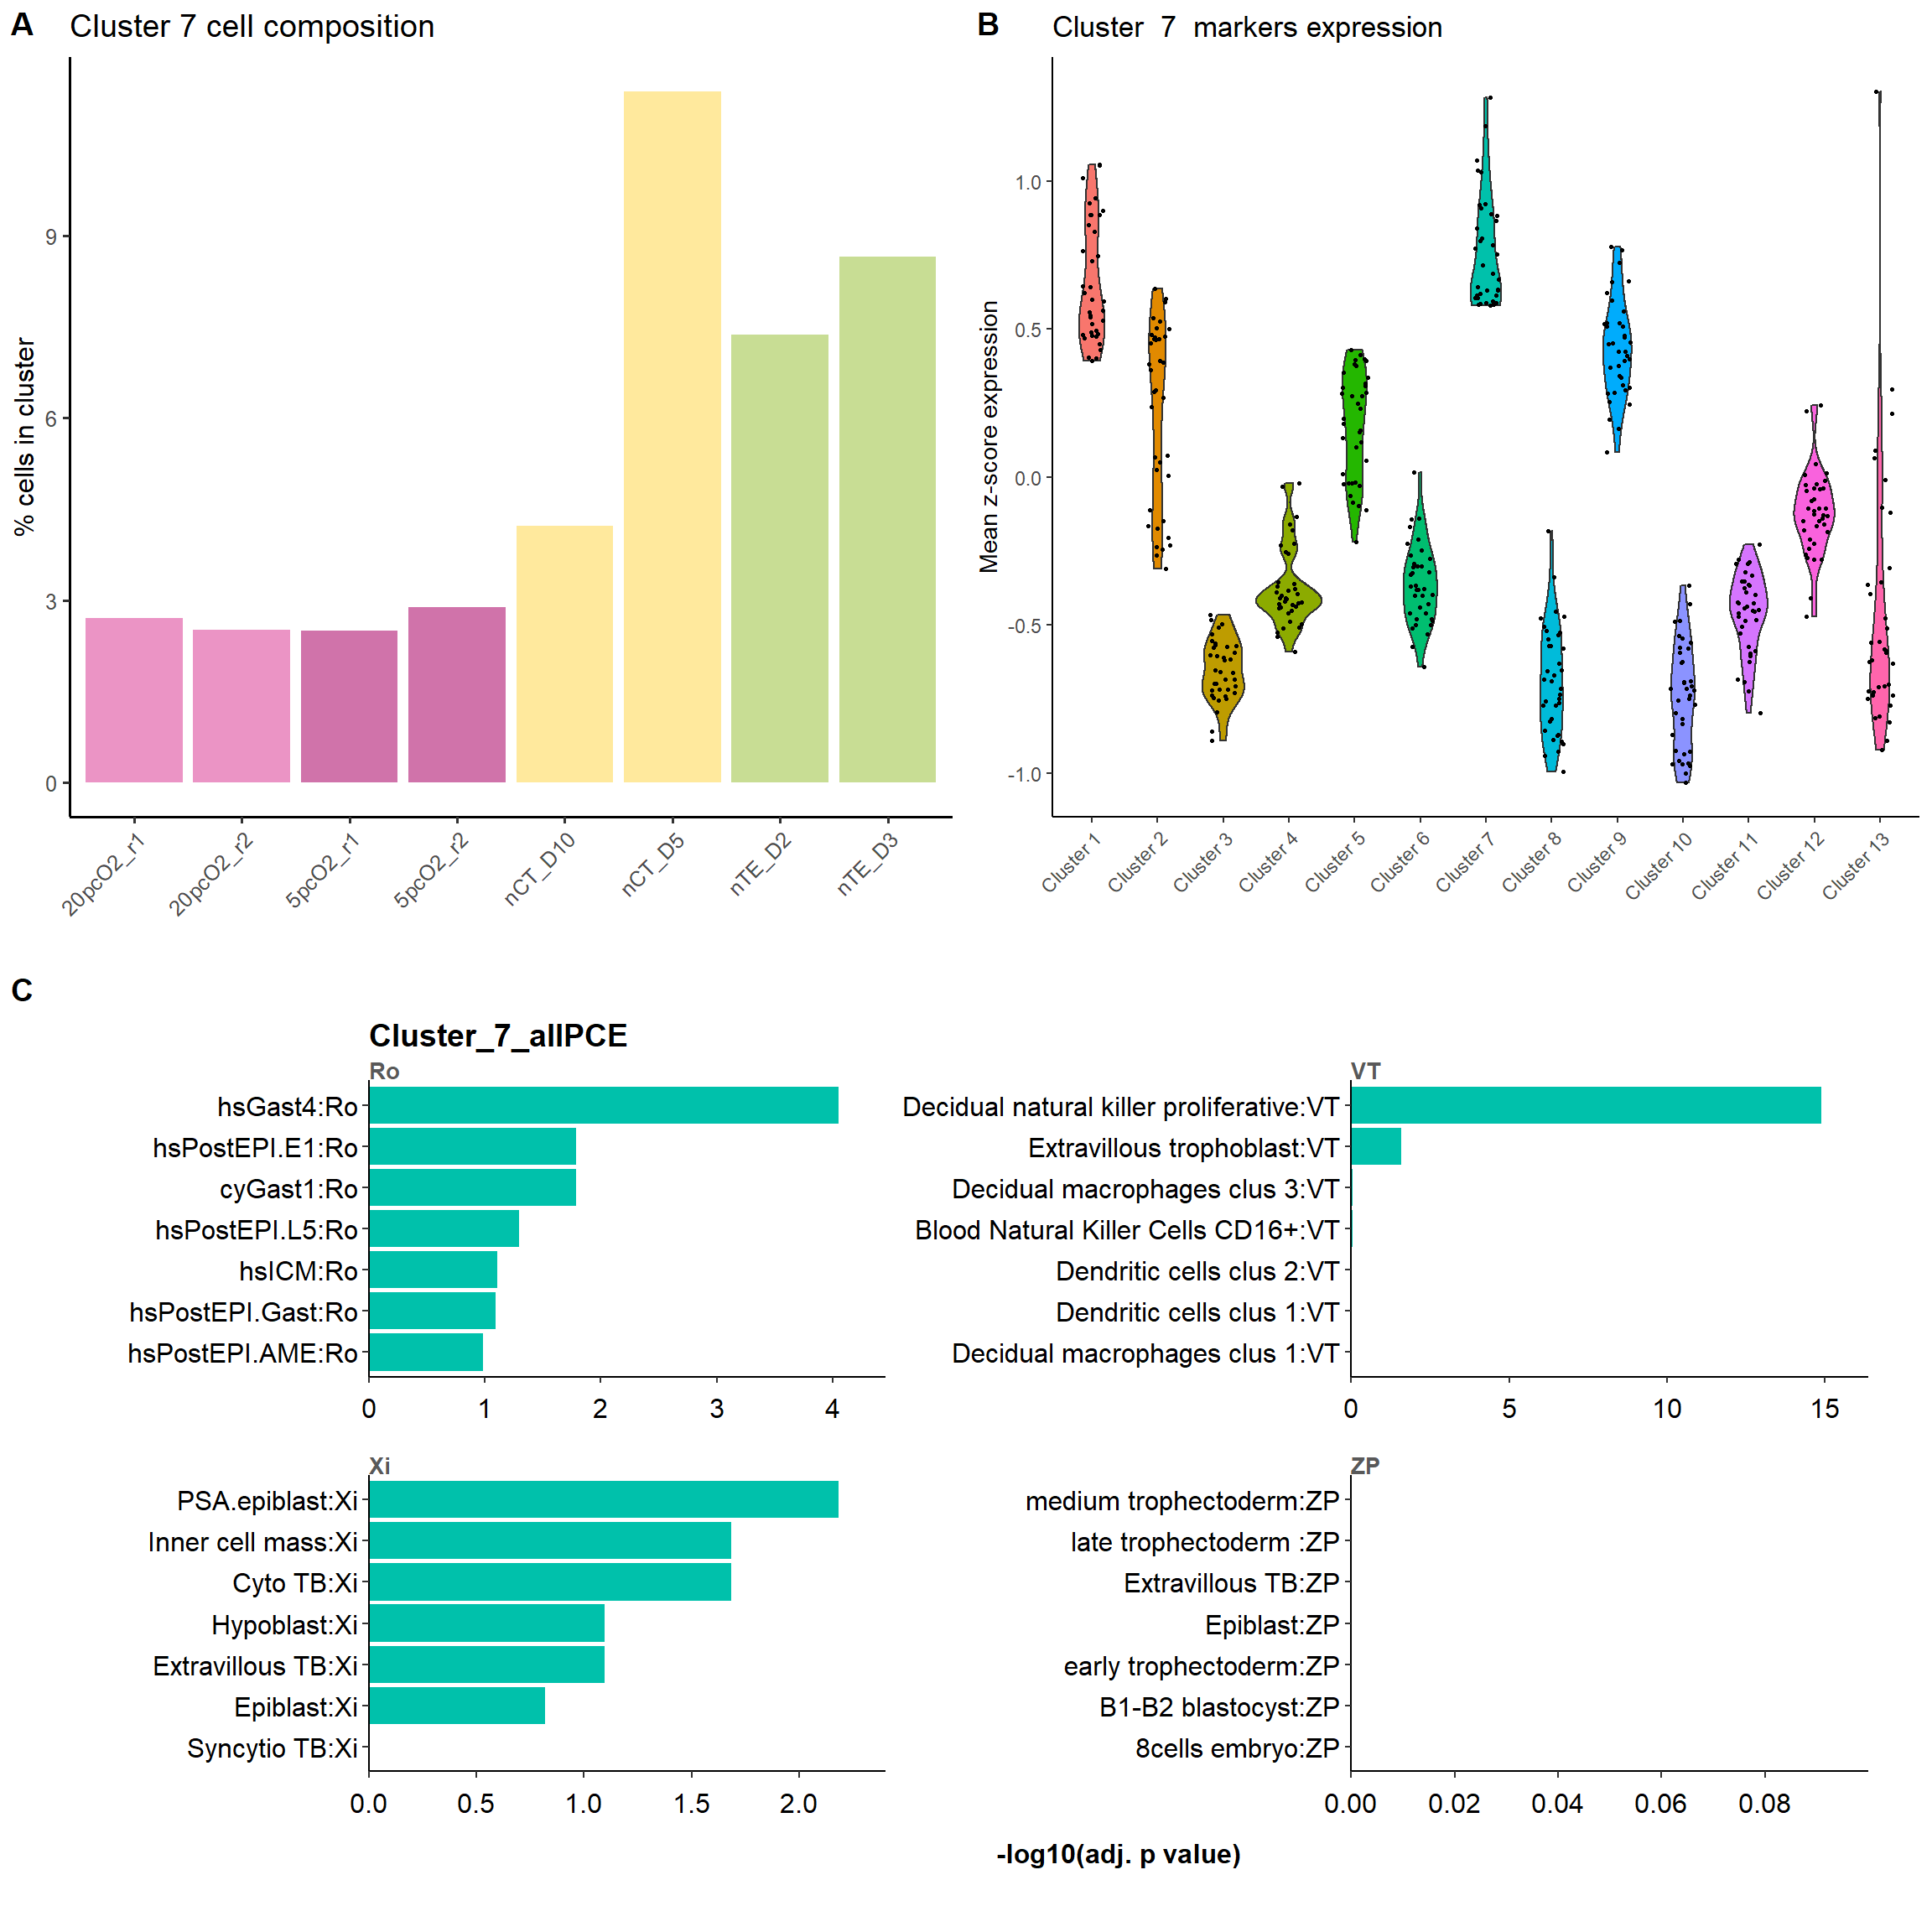 A Cluster 7 cell composition
% cells in cluster
9
6
3
0
20pcO2_r1
20pcO2_r2
5pcO2_r1
5pcO2_r2
nCT_D10
nCT_D5
nTE_D2
nTE_D3
B Cluster 7 markers expression
Mean z-score expression
1.0
0.5
0.0
-0.5
-1.0
Cluster 1
Cluster 2
Cluster 3
Cluster 4
Cluster 5
Cluster 6
Cluster 7
Cluster 8
Cluster 9
Cluster 10
Cluster 11
Cluster 12
Cluster 13
C
Cluster_7_allPCE
Ro
hsGast4:Ro
hsPostEPI.E1:Ro
cyGast1:Ro
hsPostEPI.L5:Ro
hsICM:Ro
hsPostEPI.Gast:Ro
hsPostEPI.AME:Ro
0 1 2 3 4
VT
Decidual natural killer proliferative:VT
Extravillous trophoblast:VT
Decidual macrophages clus 3:VT
Blood Natural Killer Cells CD16+:VT
Dendritic cells clus 2:VT
Dendritic cells clus 1:VT
Decidual macrophages clus 1:VT
0 5 10 15
Xi
PSA.epiblast:Xi
Inner cell mass:Xi
Cyto TB:Xi
Hypoblast:Xi
Extravillous TB:Xi
Epiblast:Xi
Syncytio TB:Xi
0.0 0.5 1.0 1.5 2.0
ZP
medium trophectoderm:ZP
late trophectoderm :ZP
Extravillous TB:ZP
Epiblast:ZP
early trophectoderm:ZP
B1-B2 blastocyst:ZP
8cells embryo:ZP
0.00 0.02 0.04 0.06 0.08
-log10(adj. p value)